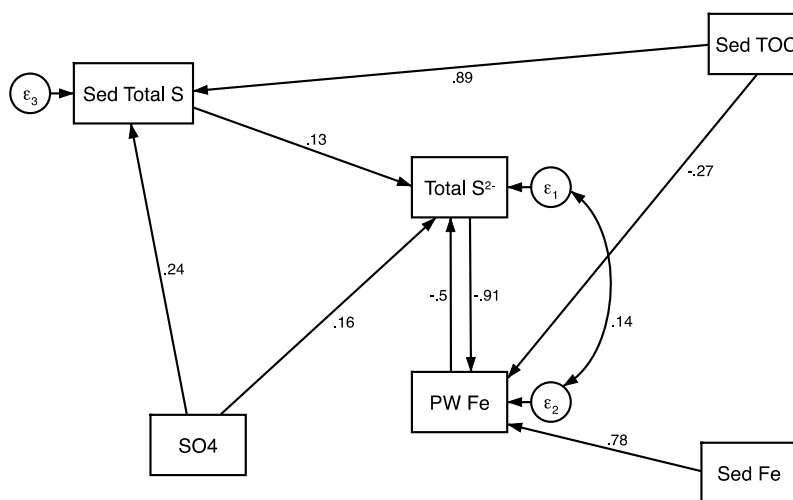 Sed TOC
Sed Total S
ε3
.89
.13
-.27
Total S2-
ε1
.24
.16
-.5
-.91
.14
PW Fe
ε2
SO4
.78
Sed Fe